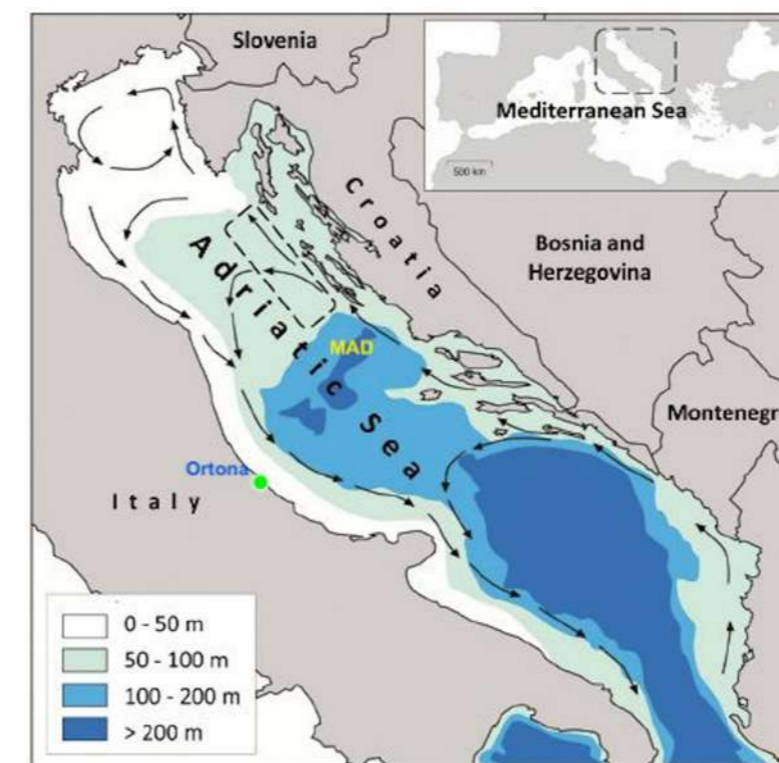 Slovenia
Mediterranean Sea
500 km
Croatia
Bosnia and
Herzegovina
Adriatic Sea
MAD
Montenegr
Ortona
Italy
0 - 50 m
50 - 100 m
100 - 200 m
> 200 m